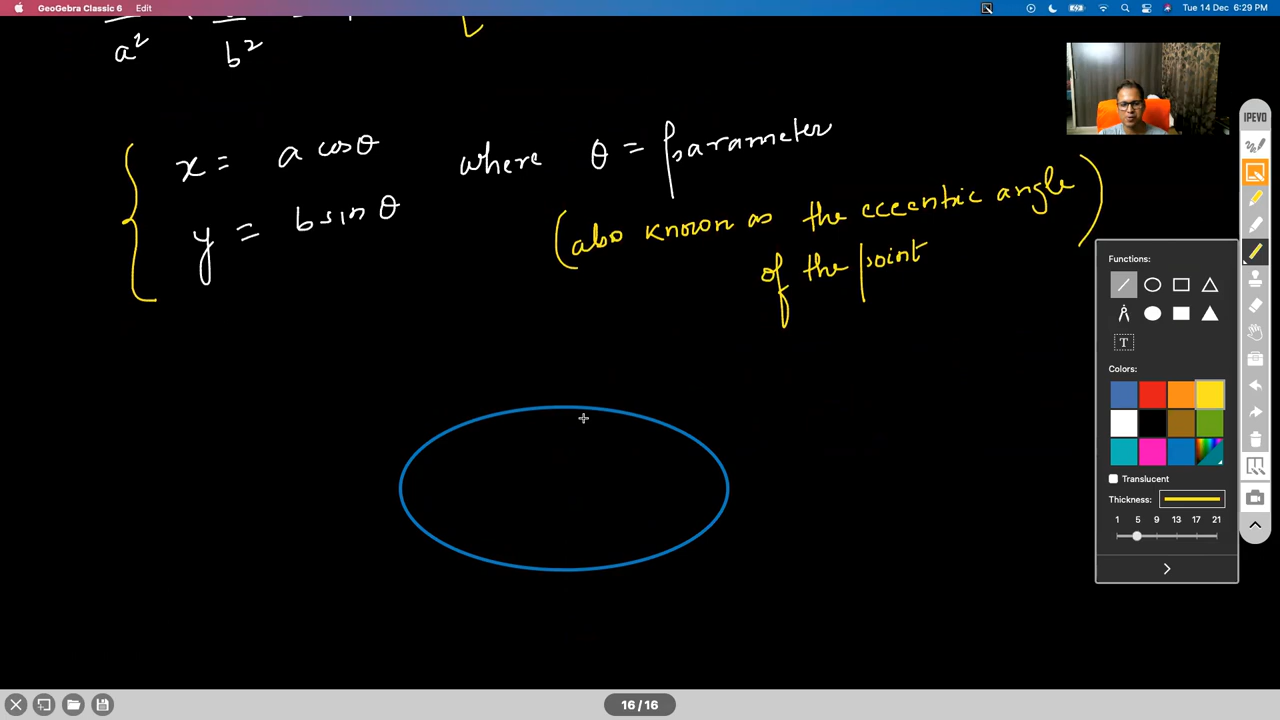 GeoGebra Classic 6 Edit Tue 14 Dec 6:29 PM
a² b²
x = a cosθ where θ = parameter
y = b sin θ
(also known as the eccentric angle
of the point)
IPEVO
Functions:
T
Colors:
Translucent
Thickness:
1 5 9 13 17 21
16 / 16